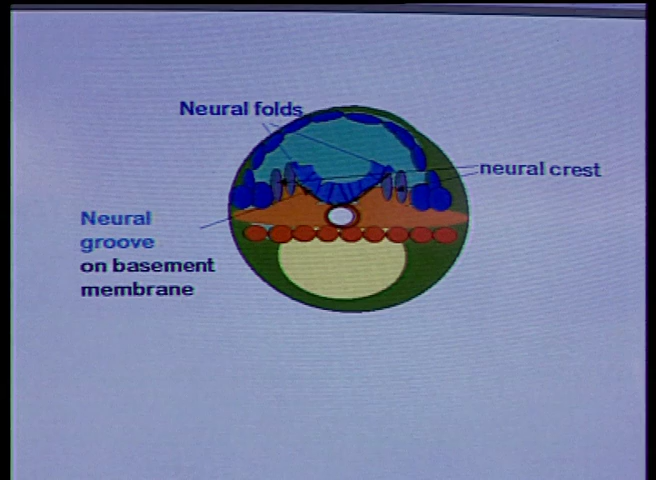 Neural folds
neural crest
Neural
groove
on basement
membrane